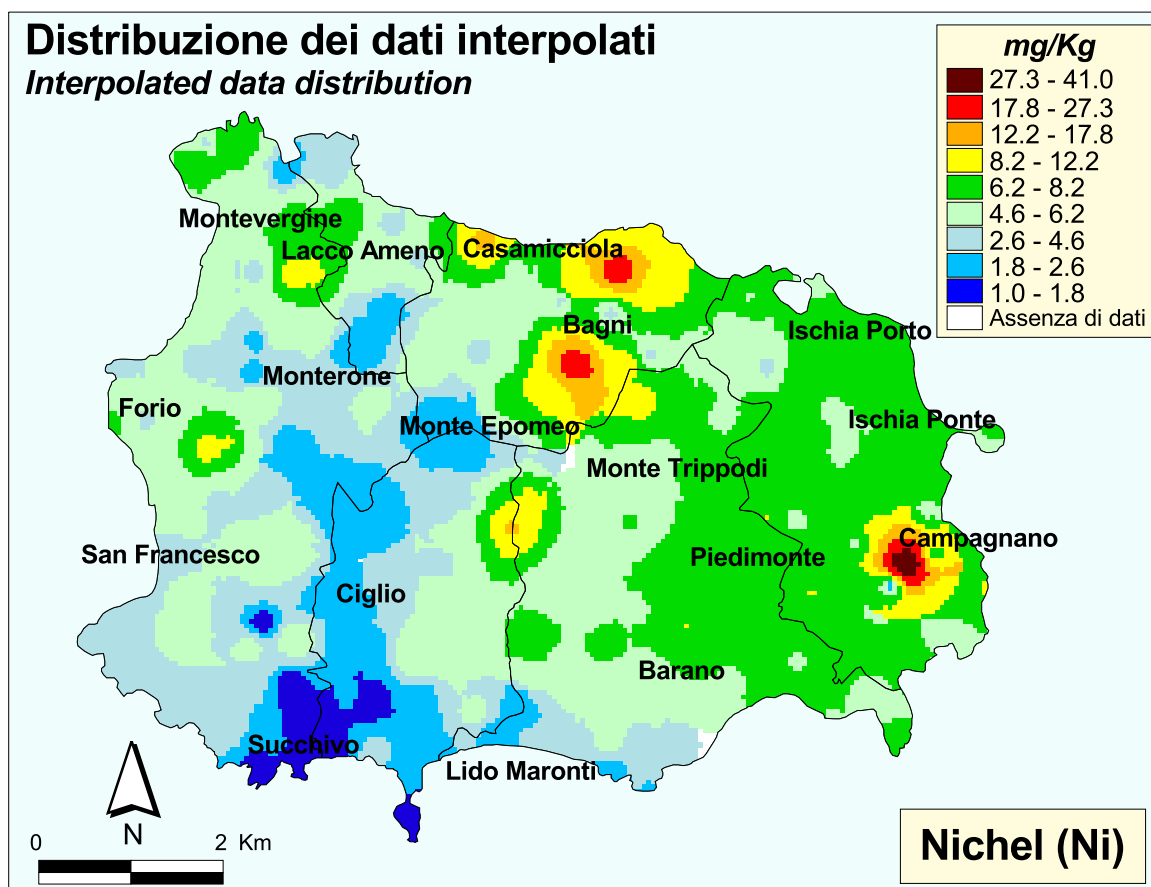 Distribuzione dei dati interpolati
Interpolated data distribution
mg/Kg
27.3 - 41.0
17.8 - 27.3
12.2 - 17.8
8.2 - 12.2
6.2 - 8.2
4.6 - 6.2
2.6 - 4.6
1.8 - 2.6
1.0 - 1.8
Assenza di dati
Montevergine
Lacco Ameno
Casamicciola
Bagni
Ischia Porto
Monterone
Forio
Monte Epomeo
Ischia Ponte
Monte Trippodi
San Francesco
Campagnano
Piedimonte
Ciglio
Barano
Succhivo
Lido Maronti
N
0 2 Km
Nichel (Ni)